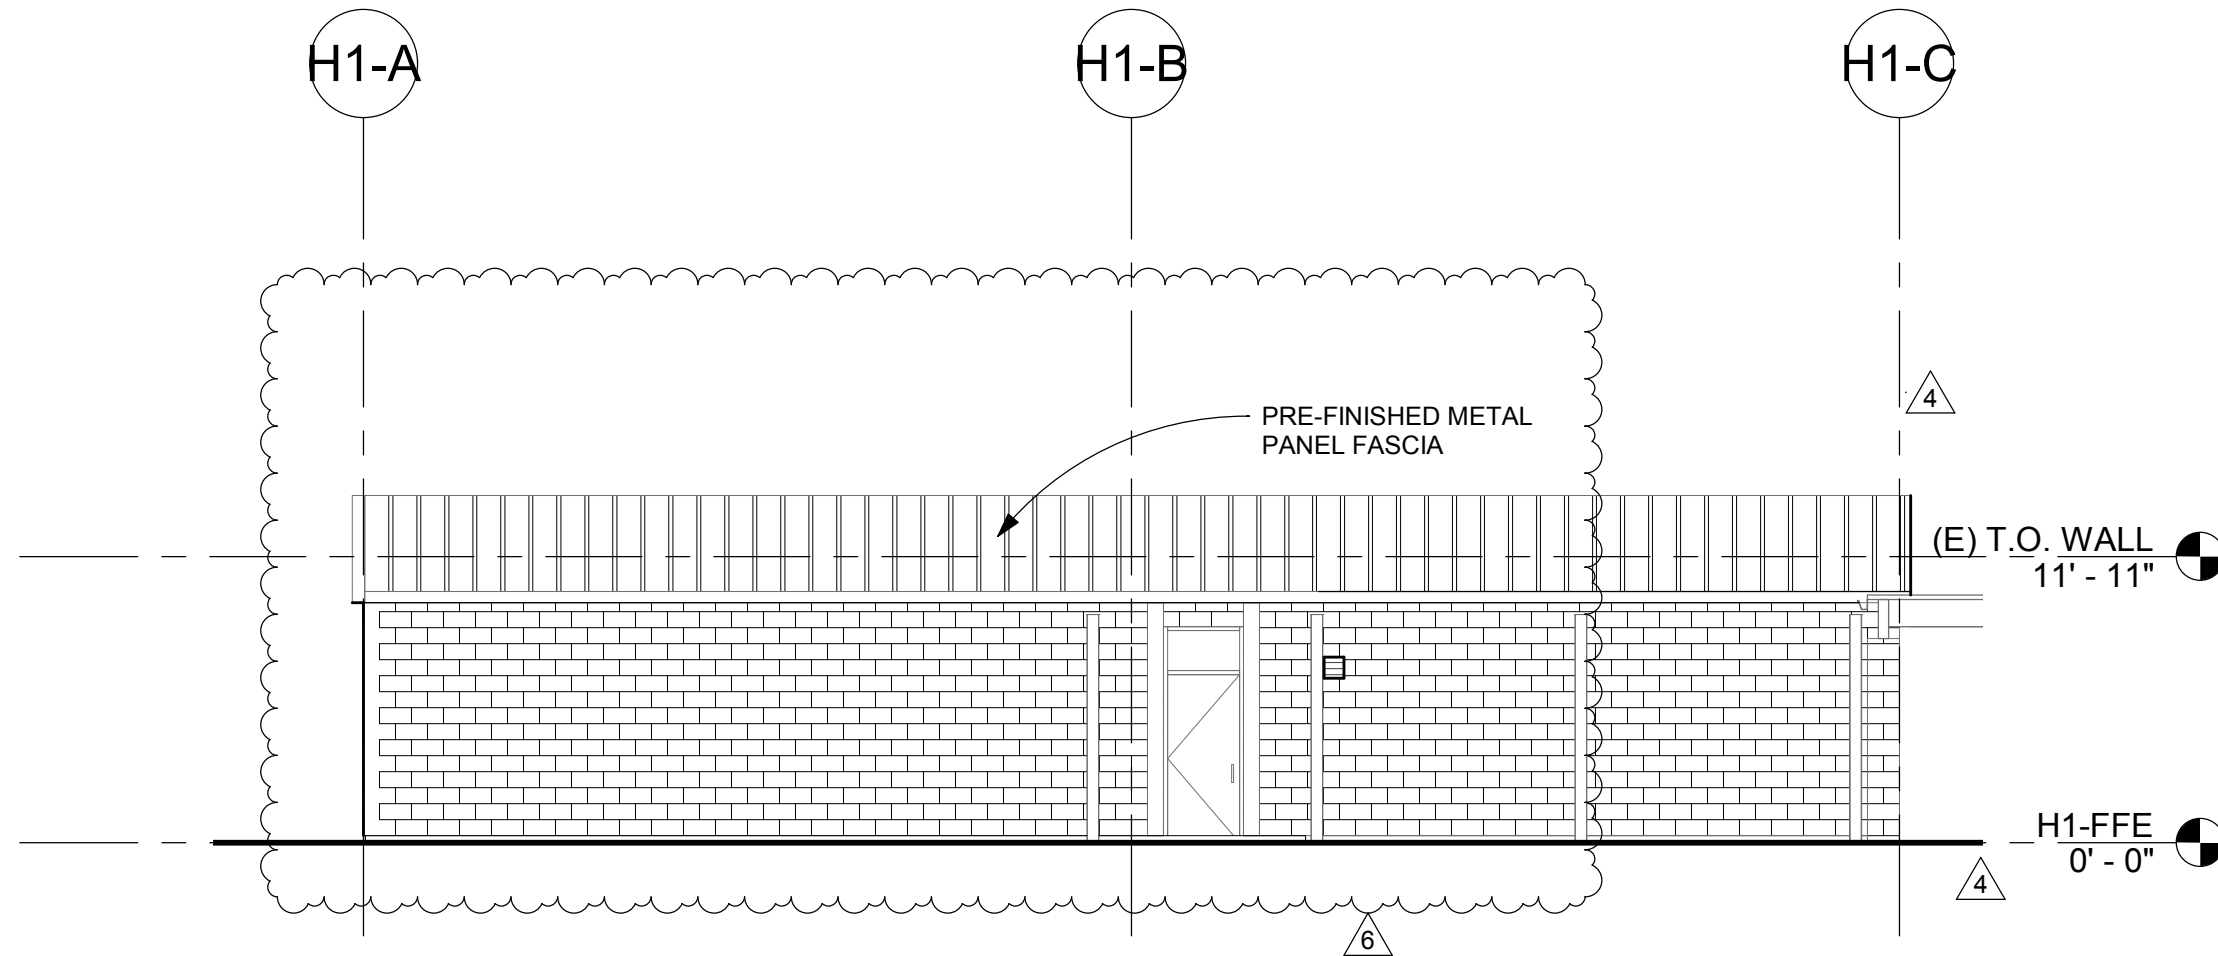 H1-A
H1-B
H1-C
4
PRE-FINISHED METAL
PANEL FASCIA
(E) T.O. WALL
11' - 11"
H1-FFE
0' - 0"
4
6